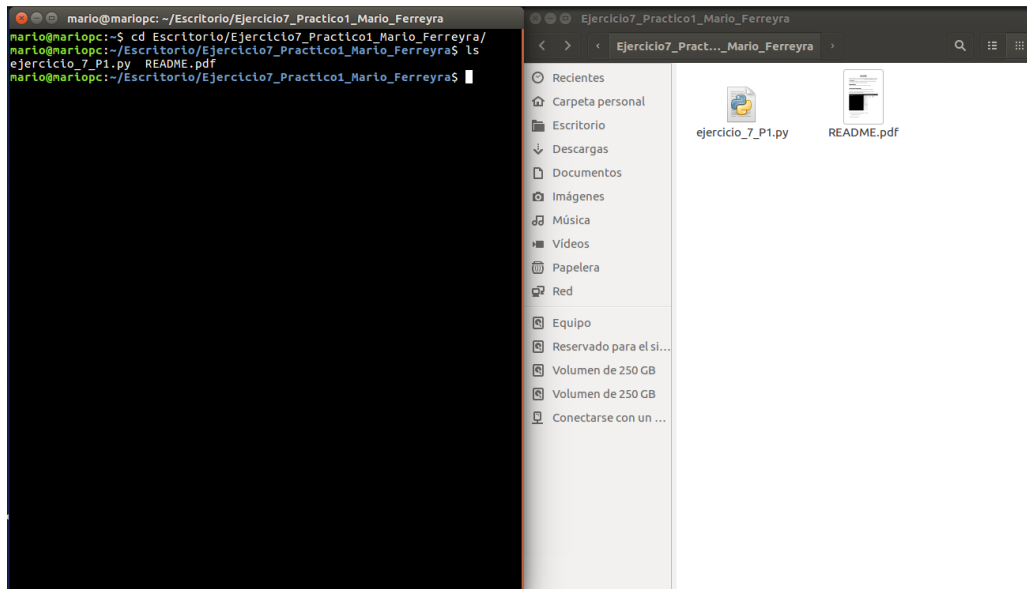 mario@mariopc: ~/Escritorio/Ejercicio7_Practico1_Mario_Ferreyra
mario@mariopc:~$ cd Escritorio/Ejercicio7_Practico1_Mario_Ferreyra/
mario@mariopc:~/Escritorio/Ejercicio7_Practico1_Mario_Ferreyra$ ls
ejercicio_7_P1.py  README.pdf
mario@mariopc:~/Escritorio/Ejercicio7_Practico1_Mario_Ferreyra$
Ejercicio7_Practico1_Mario_Ferreyra
Ejercicio7_Pract..._Mario_Ferreyra
Recientes
Carpeta personal
Escritorio
Descargas
Documentos
Imágenes
Música
Vídeos
Papelera
Red
Equipo
Reservado para el si...
Volumen de 250 GB
Volumen de 250 GB
Conectarse con un ...
ejercicio_7_P1.py
README.pdf